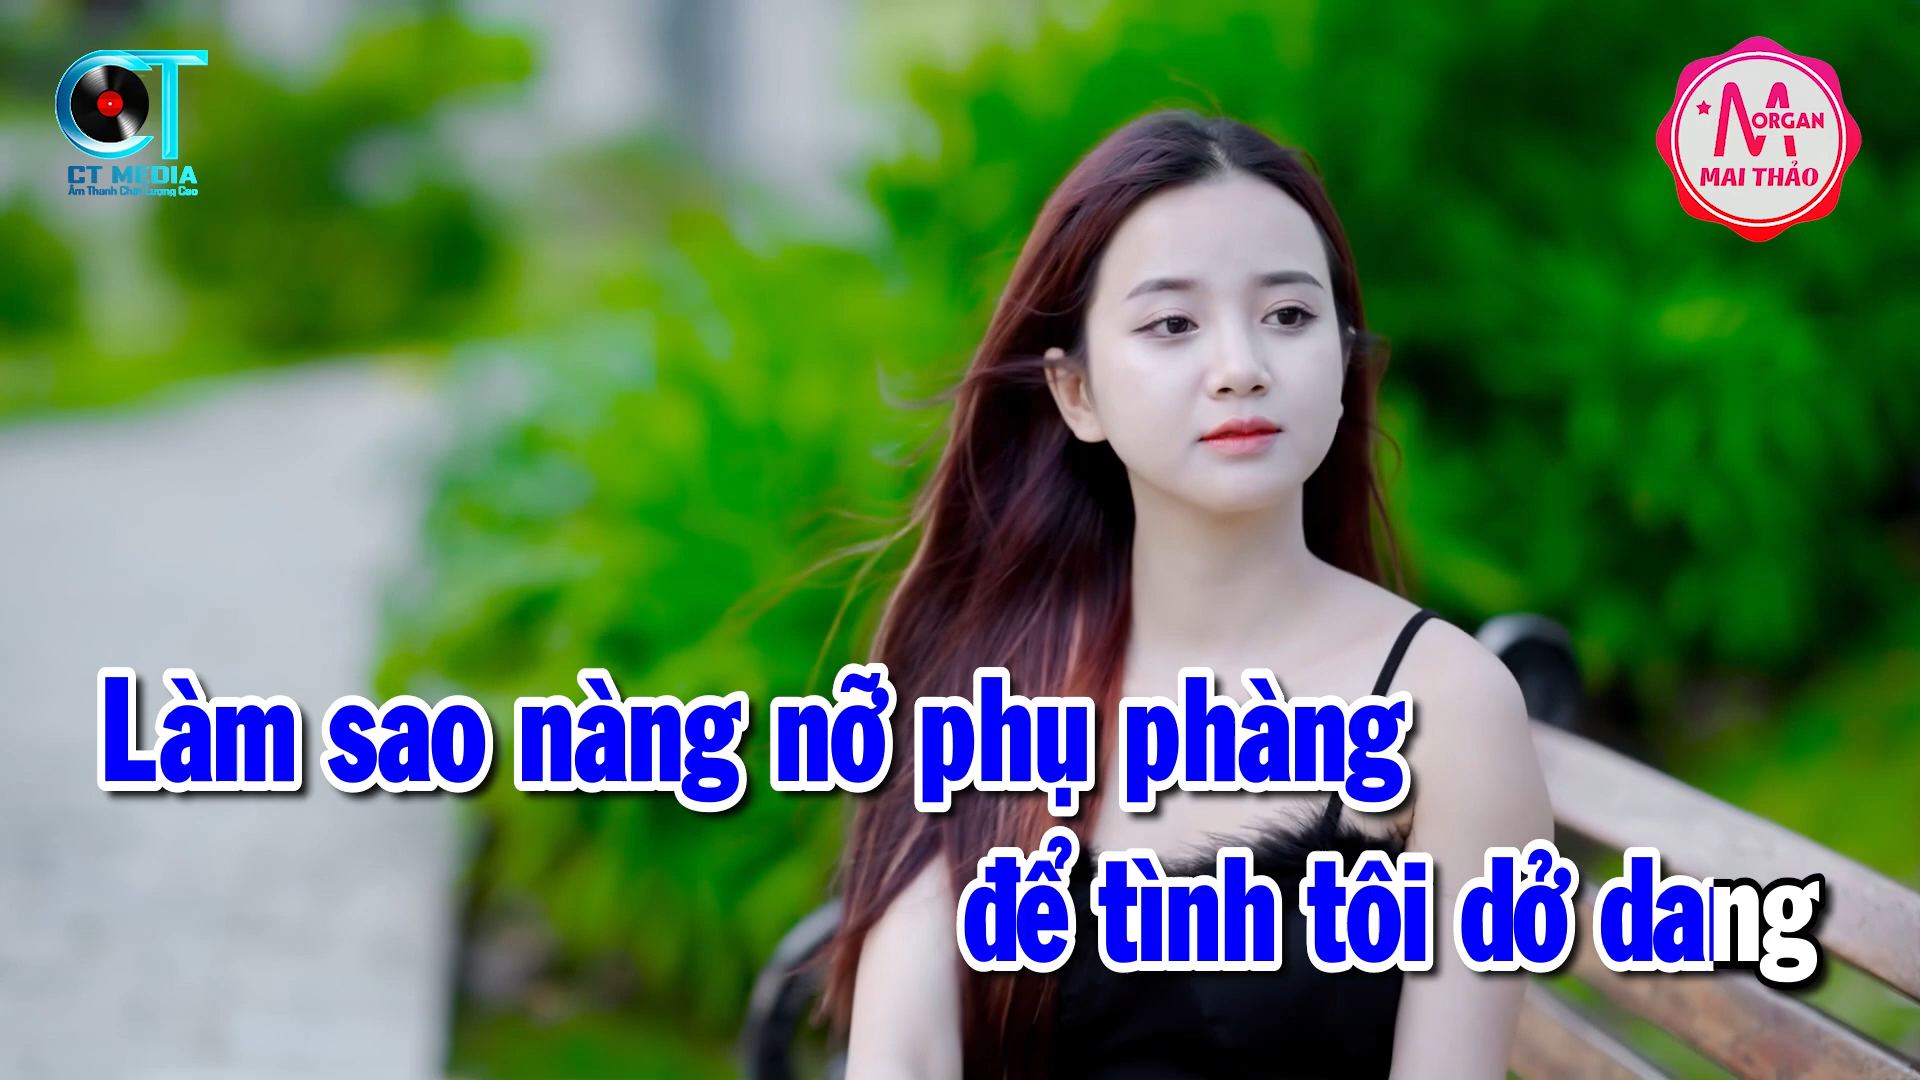 CT
CT MEDIA
Âm Thanh Chất Lượng Cao
M
ORGAN
MAI THẢO
Làm sao nàng nỡ phụ phàng
để tình tôi dở dang